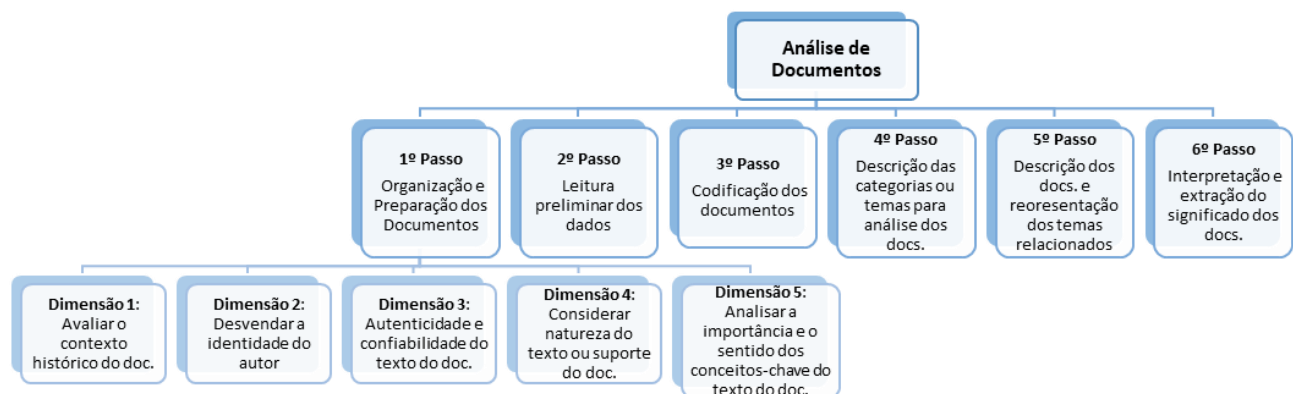 Análise de
Documentos
1º Passo
Organização e
Preparação dos
Documentos
2º Passo
Leitura
preliminar dos
dados
3º Passo
Codificação dos
documentos
4º Passo
Descrição das
categorias ou
temas para
análise dos
docs.
5º Passo
Descrição dos
docs. e
reoresentação
dos temas
relacionados
6º Passo
Interpretação e
extração do
significado dos
docs.
Dimensão 1:
Avaliar o
contexto
histórico do doc.
Dimensão 2:
Desvendar a
identidade do
autor
Dimensão 3:
Autenticidade e
confiabilidade do
texto do doc.
Dimensão 4:
Considerar
natureza do
texto ou suporte
do doc.
Dimensão 5:
Analisar a
importância e o
sentido dos
conceitos-chave do
texto do doc.